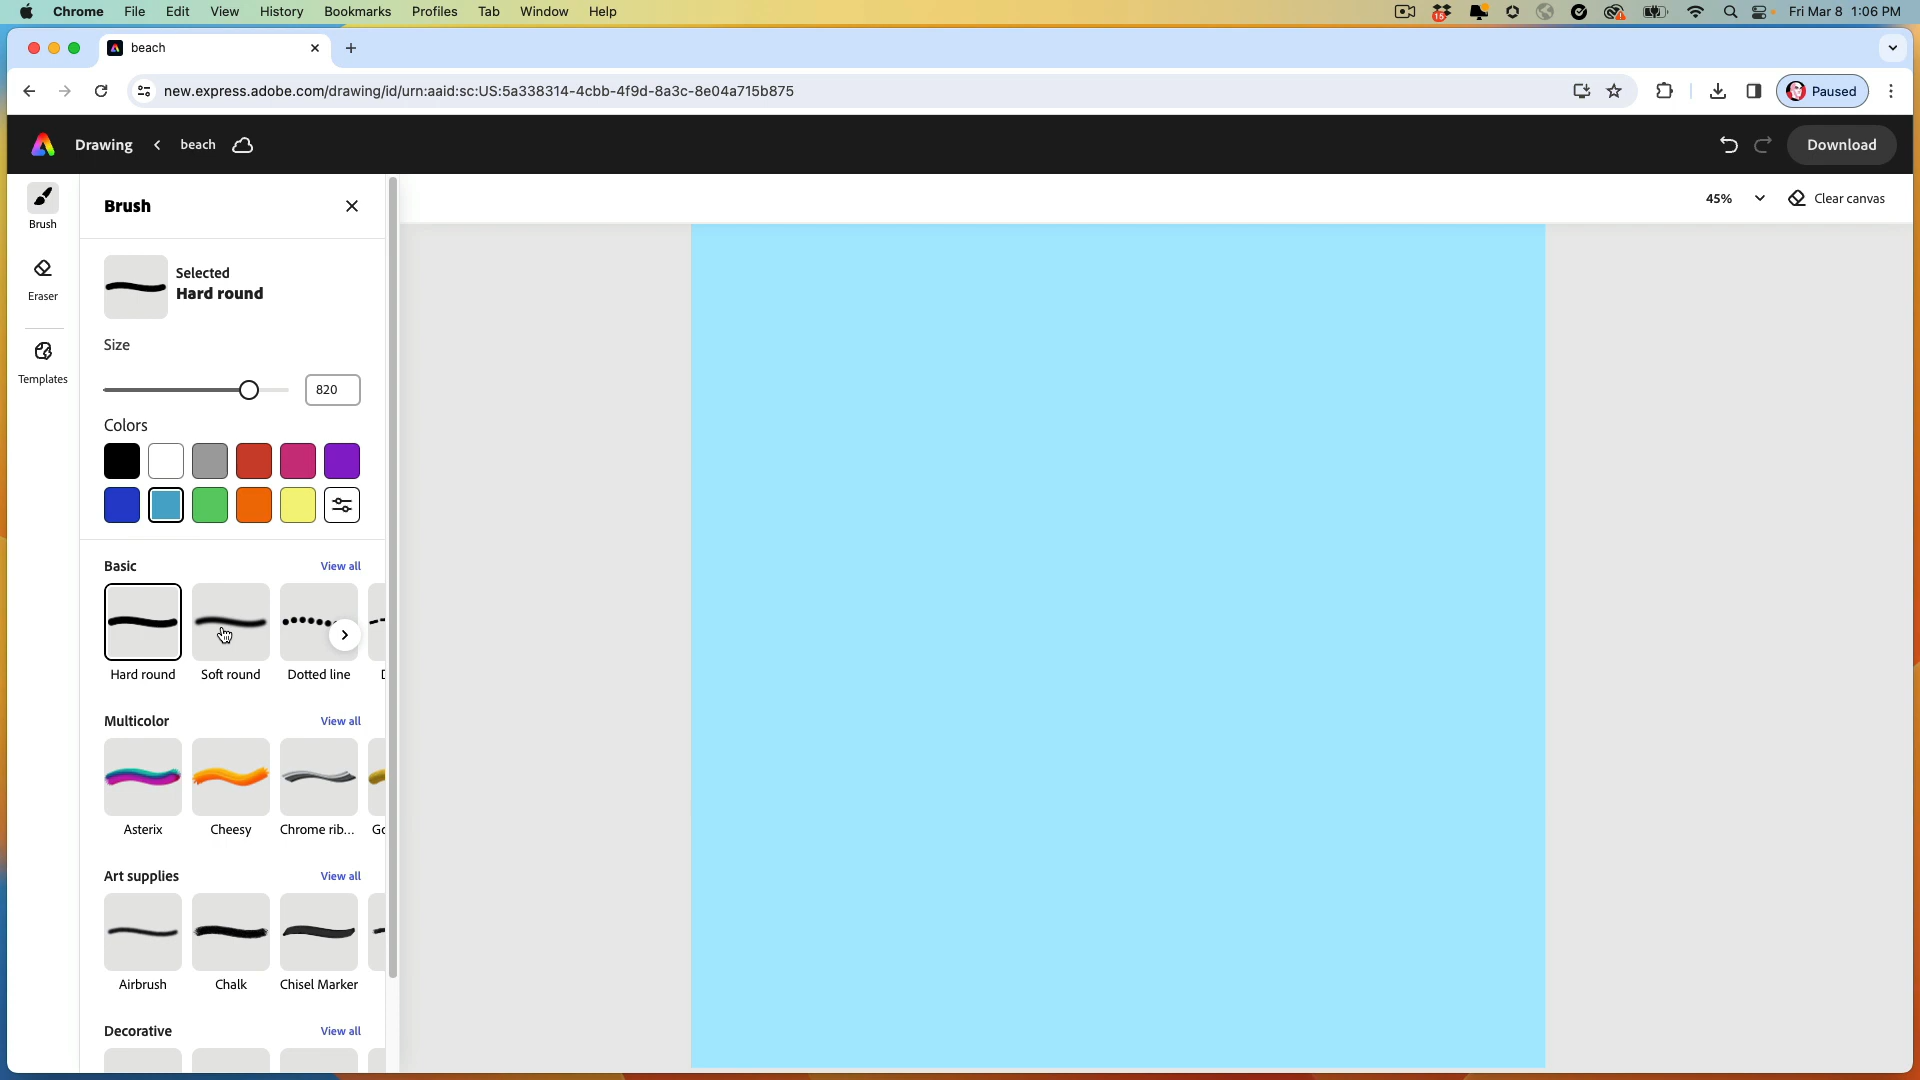 Chrome File Edit View History Bookmarks Profiles Tab Window Help
15
Fri Mar 8 1:06 PM
beach
new.express.adobe.com/drawing/id/urn:aaid:sc:US:5a338314-4cbb-4f9d-8a3c-8e04a715b875
Paused
Drawing
beach
Download
Brush
Eraser
Templates
Brush
45%
Clear canvas
Selected
Hard round
Size
820
Colors
Basic
View all
Hard round
Soft round
Dotted line
D
Multicolor
View all
Asterix
Cheesy
Chrome rib...
Go
Art supplies
View all
Airbrush
Chalk
Chisel Marker
Decorative
View all